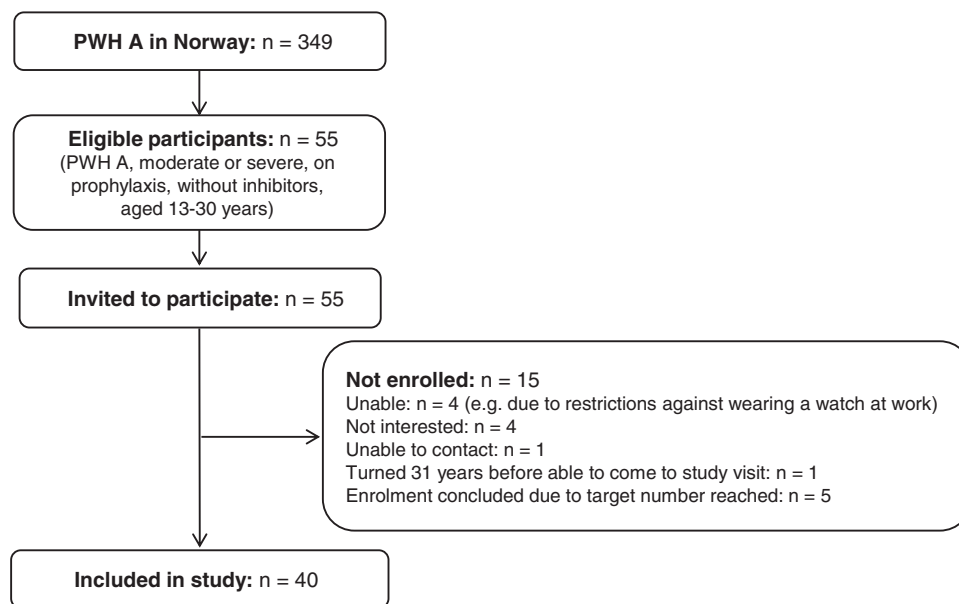 PWH A in Norway: n = 349
Eligible participants: n = 55
(PWH A, moderate or severe, on
prophylaxis, without inhibitors,
aged 13-30 years)
Invited to participate: n = 55
Not enrolled: n = 15
Unable: n = 4 (e.g. due to restrictions against wearing a watch at work)
Not interested: n = 4
Unable to contact: n = 1
Turned 31 years before able to come to study visit: n = 1
Enrolment concluded due to target number reached: n = 5
Included in study: n = 40